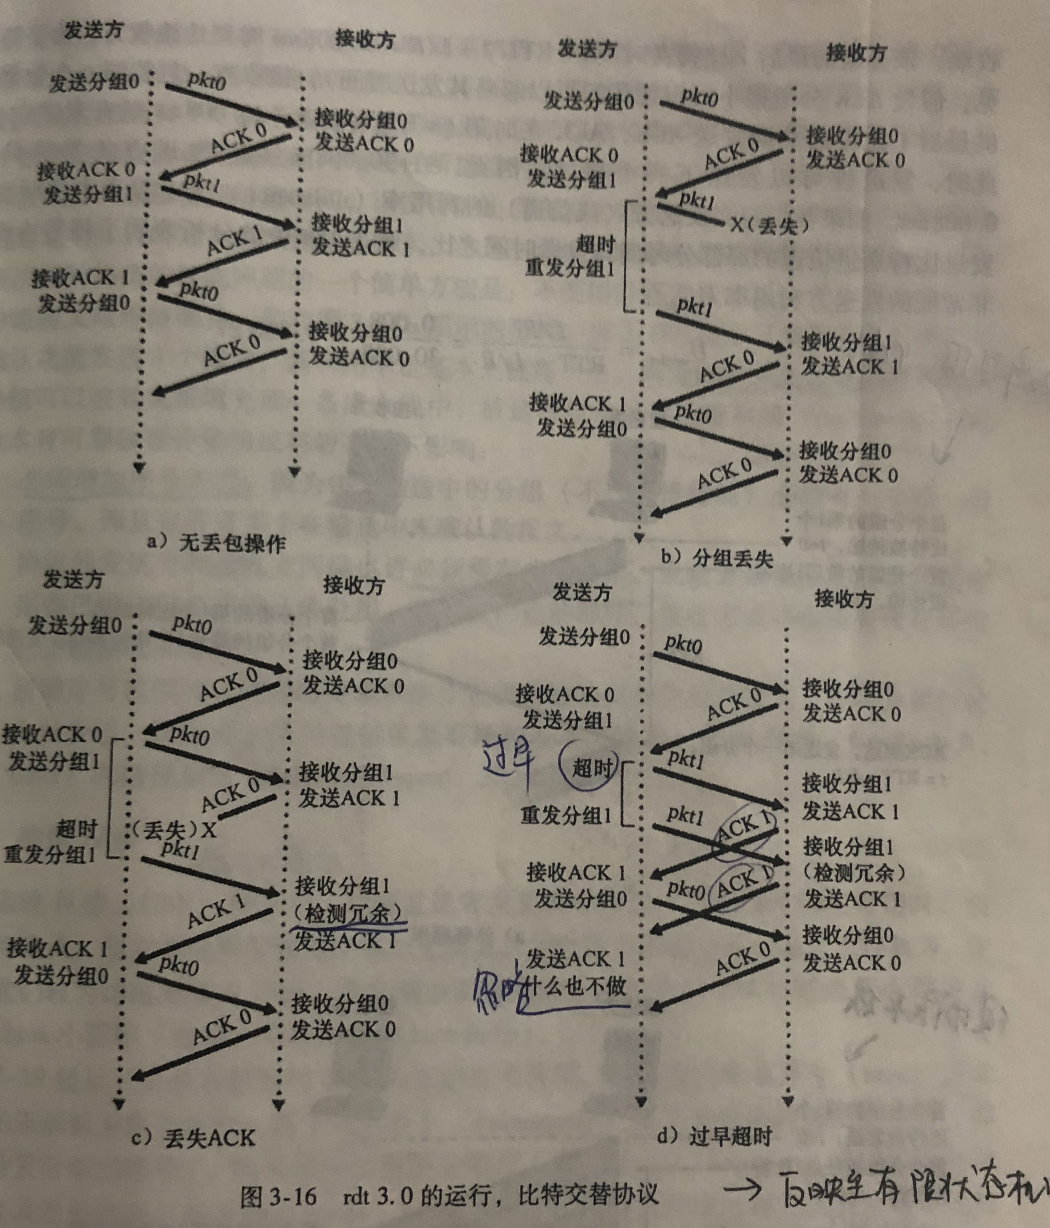 发送方
接收方
发送分组0
pkt0
接收分组0
发送ACK 0
ACK 0
接收ACK 0
发送分组1
pkt1
接收分组1
发送ACK 1
ACK 1
接收ACK 1
发送分组0
pkt0
接收分组0
发送ACK 0
ACK 0
a）无丢包操作
发送方
接收方
发送分组0
pkt0
接收分组0
发送ACK 0
ACK 0
接收ACK 0
发送分组1
pkt1
X(丢失)
超时
重发分组1
pkt1
接收分组1
发送ACK 1
ACK 0
接收ACK 1
发送分组0
pkt0
接收分组0
发送ACK 0
ACK 0
b）分组丢失
发送方
接收方
发送分组0
pkt0
接收分组0
发送ACK 0
ACK 0
接收ACK 0
发送分组1
pkt0
接收分组1
发送ACK 1
ACK 0
(丢失)X
超时
重发分组1
pkt1
接收分组1
（检测冗余）
发送ACK 1
ACK 1
接收ACK 1
发送分组0
pkt0
接收分组0
发送ACK 0
ACK 0
c）丢失ACK
发送方
接收方
发送分组0
pkt0
接收分组0
发送ACK 0
ACK 0
接收ACK 0
发送分组1
过早
超时
pkt1
接收分组1
发送ACK 1
重发分组1
pkt1
ACK 1
接收分组1
（检测冗余）
发送ACK 1
接收ACK 1
发送分组0
pkt0
ACK 1
接收分组0
发送ACK 0
发送ACK 1
忽略
什么也不做
ACK 0
d）过早超时
图 3-16 rdt 3.0 的运行，比特交替协议
→ 反映至有限状态机